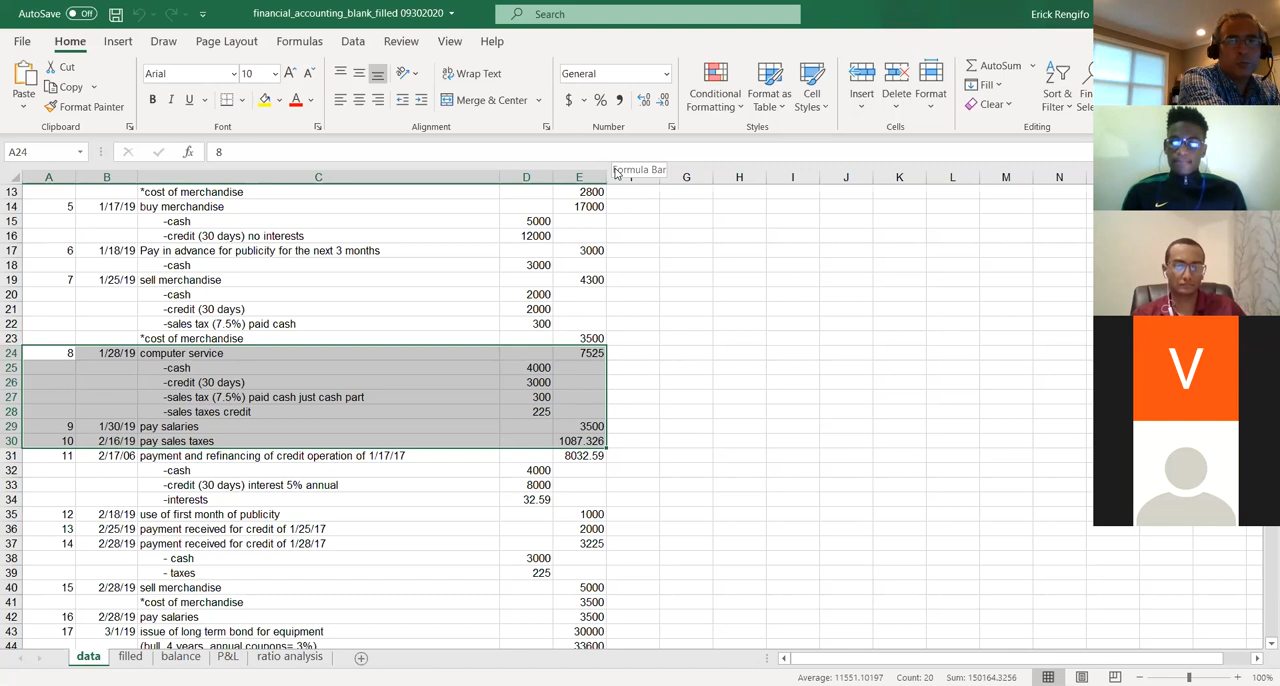 AutoSave Off financial_accounting_blank_filled 09302020 Search Erick Rengifo
File Home Insert Draw Page Layout Formulas Data Review View Help
Paste Cut Copy Format Painter Clipboard
Arial 10 B I U Font
Wrap Text Merge & Center Alignment
General $ % Number
Conditional Formatting Format as Table Cell Styles Styles
Insert Delete Format Cells
AutoSum Fill Clear Sort & Filter Editing
A24 fx 8 Formula Bar
A B C D E F G H I J K L M N
13 *cost of merchandise 2800
14 5 1/17/19 buy merchandise 17000
15 -cash 5000
16 -credit (30 days) no interests 12000
17 6 1/18/19 Pay in advance for publicity for the next 3 months 3000
18 -cash 3000
19 7 1/25/19 sell merchandise 4300
20 -cash 2000
21 -credit (30 days) 2000
22 -sales tax (7.5%) paid cash 300
23 *cost of merchandise 3500
24 8 1/28/19 computer service 7525
25 -cash 4000
26 -credit (30 days) 3000
27 -sales tax (7.5%) paid cash just cash part 300
28 -sales taxes credit 225
29 9 1/30/19 pay salaries 3500
30 10 2/16/19 pay sales taxes 1087.326
31 11 2/17/06 payment and refinancing of credit operation of 1/17/17 8032.59
32 -cash 4000
33 -credit (30 days) interest 5% annual 8000
34 -interests 32.59
35 12 2/18/19 use of first month of publicity 1000
36 13 2/25/19 payment received for credit of 1/25/17 2000
37 14 2/28/19 payment received for credit of 1/28/17 3225
38 - cash 3000
39 - taxes 225
40 15 2/28/19 sell merchandise 5000
41 *cost of merchandise 3500
42 16 2/28/19 pay salaries 3500
43 17 3/1/19 issue of long term bond for equipment 30000
44 (bull, 4 years, annual coupons= 3%) 33600
data filled balance P&L ratio analysis
Average: 11551.10197 Count: 20 Sum: 150164.3256 100%
V